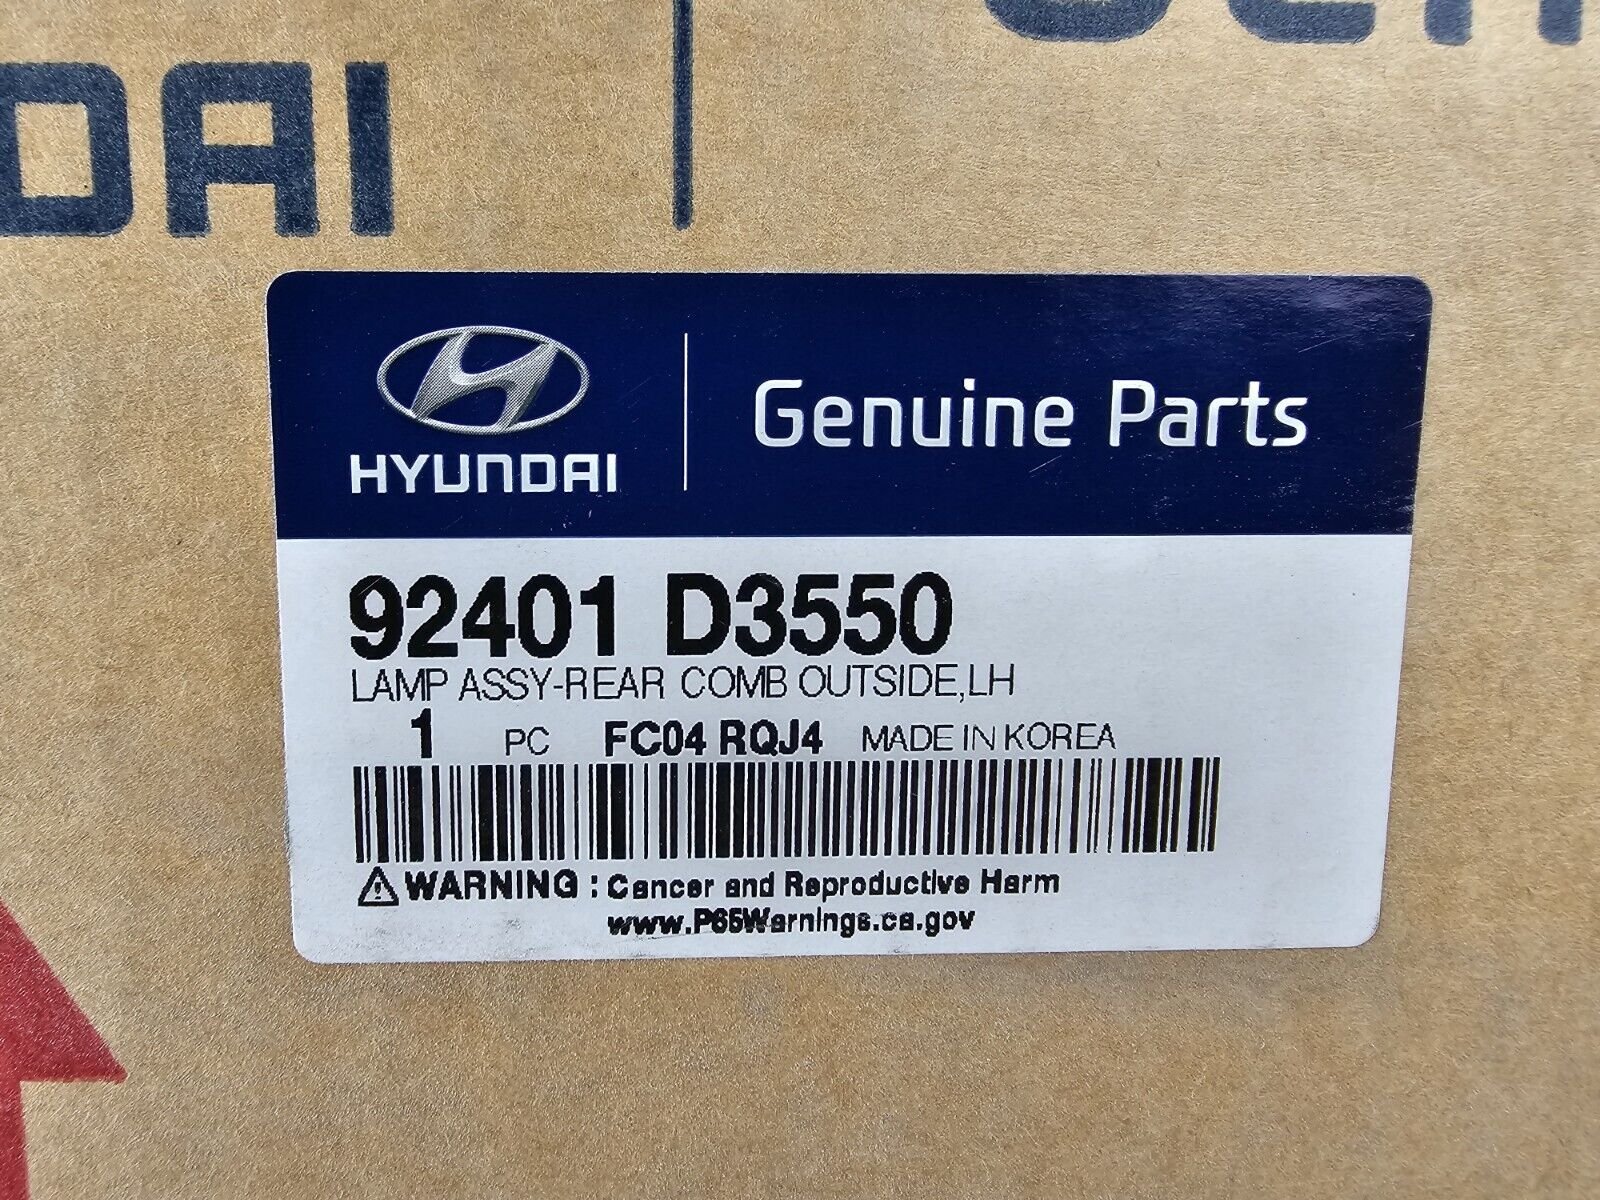 HYUNDAI
Genuine Parts
92401 D3550
LAMP ASSY-REAR COMB OUTSIDE,LH
1 PC FC04 RQJ4 MADE IN KOREA
WARNING : Cancer and Reproductive Harm
www.P65Warnings.ca.gov